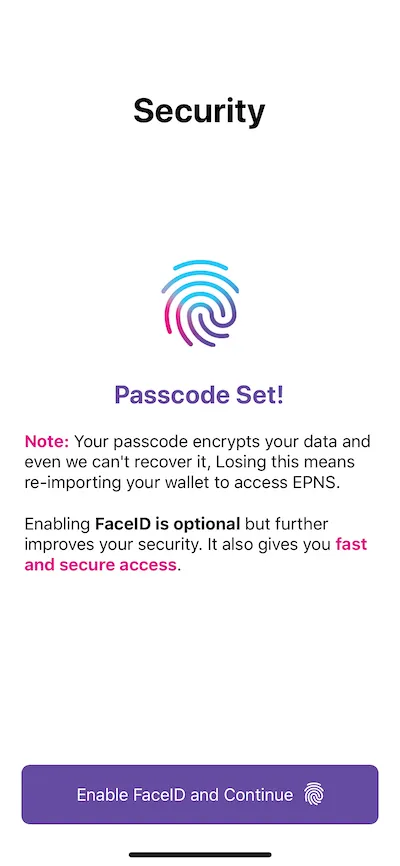 Security
Passcode Set!
Note: Your passcode encrypts your data and
even we can't recover it, Losing this means
re-importing your wallet to access EPNS.
Enabling FaceID is optional but further
improves your security. It also gives you fast
and secure access.
Enable FaceID and Continue